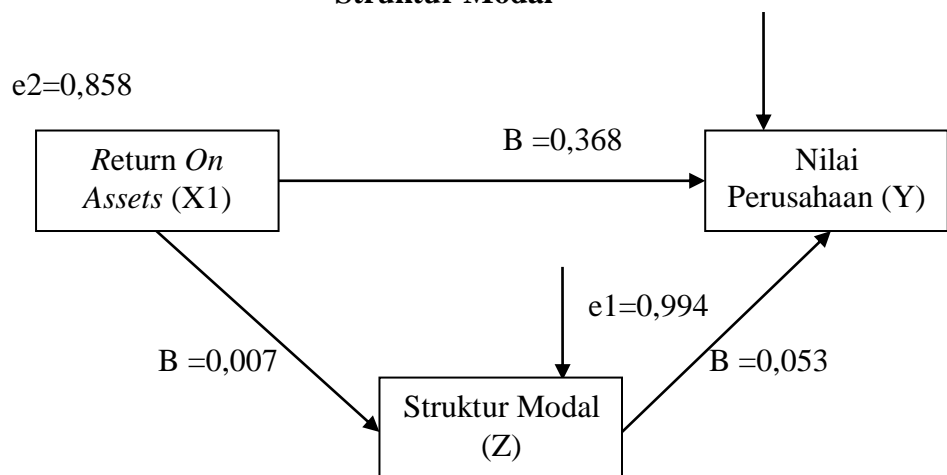 Struktur Modal
e2=0,858
B =0,368
Return On
Assets (X1)
Nilai
Perusahaan (Y)
e1=0,994
B =0,007
B =0,053
Struktur Modal
(Z)